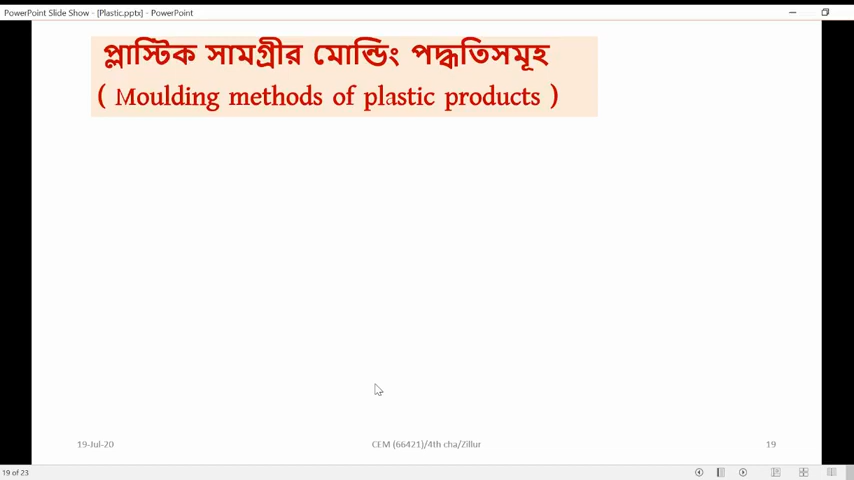 PowerPoint Slide Show - [Plastic.pptx] - PowerPoint
প্লাস্টিক সামগ্রীর মোল্ডিং পদ্ধতিসমূহ
( Moulding methods of plastic products )
19-Jul-20 CEM (66421)/4th cha/Zillur 19
19 of 23